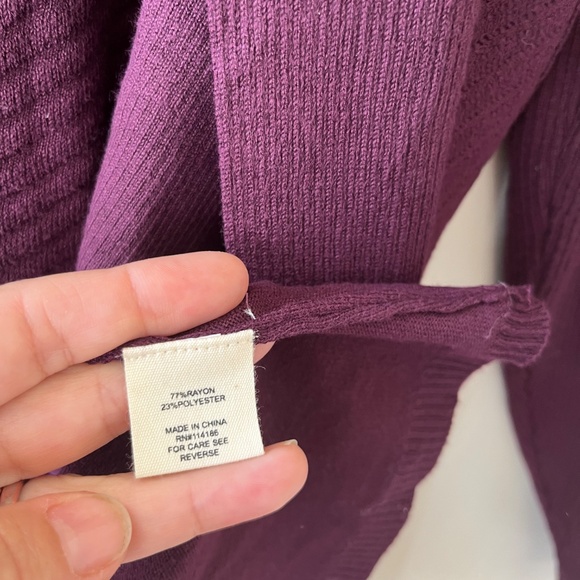 77%RAYON
23%POLYESTER
MADE IN CHINA
RN#114186
FOR CARE SEE
REVERSE